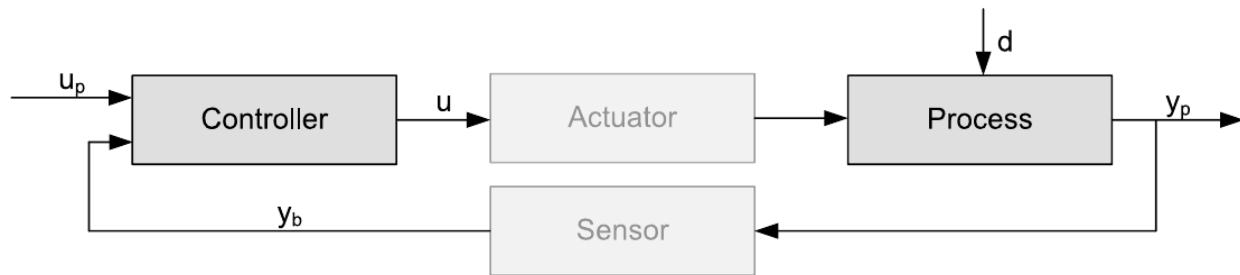 d
u_p
Controller
u
Actuator
Process
y_p
y_b
Sensor